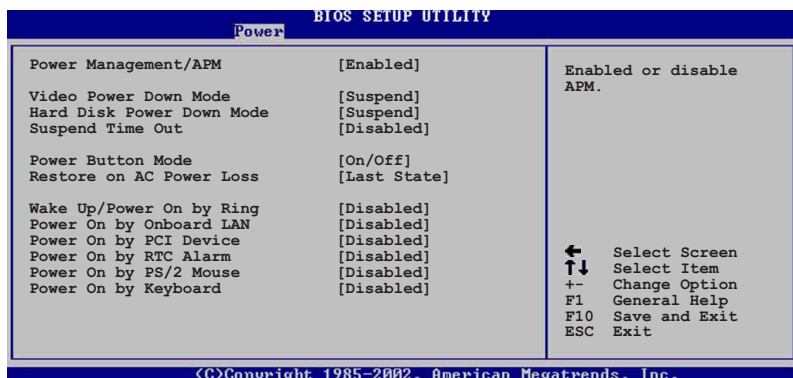 BIOS SETUP UTILITY
Power
Power Management/APM [Enabled]
Video Power Down Mode [Suspend]
Hard Disk Power Down Mode [Suspend]
Suspend Time Out [Disabled]
Power Button Mode [On/Off]
Restore on AC Power Loss [Last State]
Wake Up/Power On by Ring [Disabled]
Power On by Onboard LAN [Disabled]
Power On by PCI Device [Disabled]
Power On by RTC Alarm [Disabled]
Power On by PS/2 Mouse [Disabled]
Power On by Keyboard [Disabled]
Enabled or disable
APM.
← Select Screen
↑↓ Select Item
+- Change Option
F1 General Help
F10 Save and Exit
ESC Exit
(C)Copyright 1985-2002, American Megatrends, Inc.